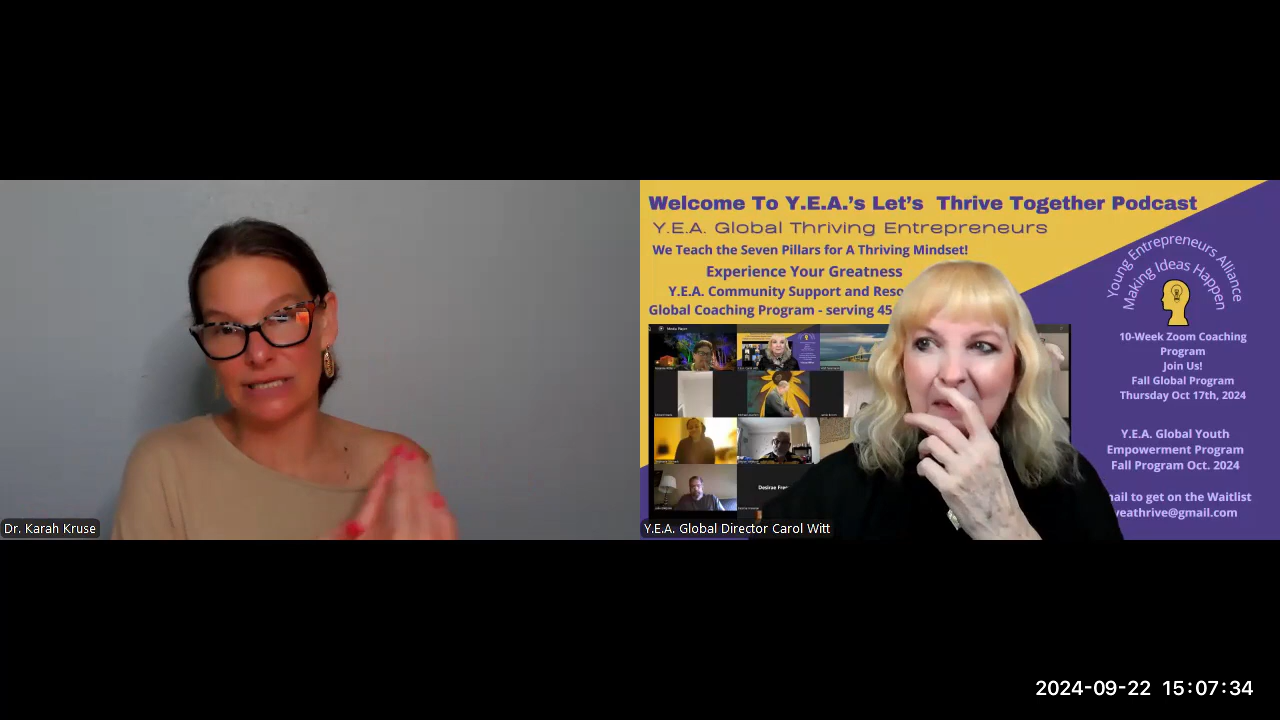 Welcome To Y.E.A.'s Let's Thrive Together Podcast
Y.E.A. Global Thriving Entrepreneurs
We Teach the Seven Pillars for A Thriving Mindset!
Experience Your Greatness
Y.E.A. Community Support and Reso
Global Coaching Program - serving 45
Young Entrepreneurs Alliance
Making Ideas Happen
10-Week Zoom Coaching
Program
Join Us!
Fall Global Program
Thursday Oct 17th, 2024
Y.E.A. Global Youth
Empowerment Program
Fall Program Oct. 2024
ail to get on the Waitlist
yeathrive@gmail.com
Desirae Fre
Dr. Karah Kruse
Y.E.A. Global Director Carol Witt
2024-09-22 15:07:34